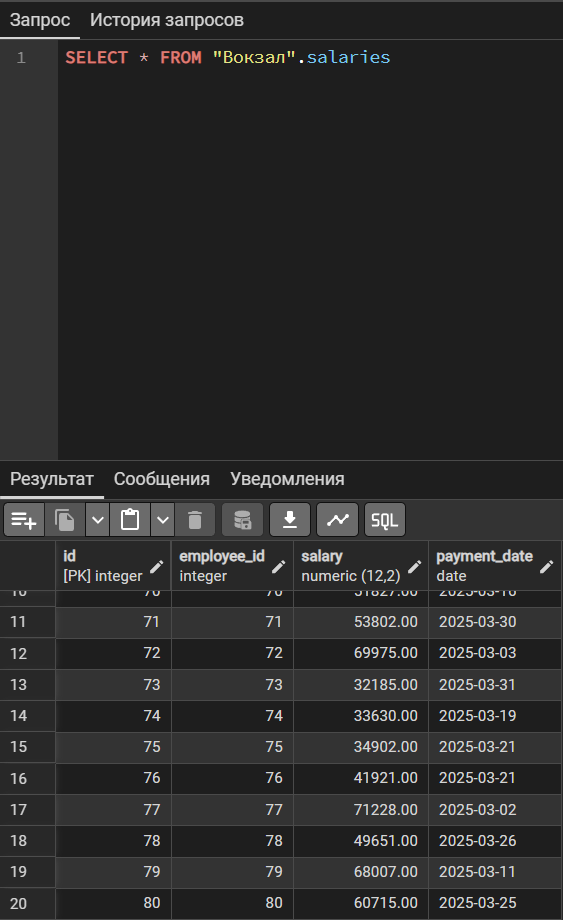 Запрос История запросов
1 SELECT * FROM "Вокзал".salaries
Результат Сообщения Уведомления
SQL
id employee_id salary payment_date
[PK] integer integer numeric (12,2) date
10 70 70 51827.00 2025-03-16
11 71 71 53802.00 2025-03-30
12 72 72 69975.00 2025-03-03
13 73 73 32185.00 2025-03-31
14 74 74 33630.00 2025-03-19
15 75 75 34902.00 2025-03-21
16 76 76 41921.00 2025-03-21
17 77 77 71228.00 2025-03-02
18 78 78 49651.00 2025-03-26
19 79 79 68007.00 2025-03-11
20 80 80 60715.00 2025-03-25